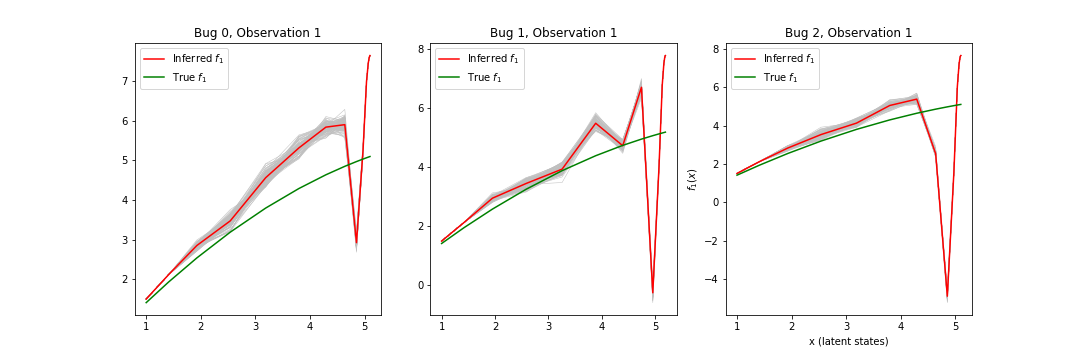 Bug 0, Observation 1
Inferred f₁
True f₁
7
6
5
4
3
2
1 2 3 4 5
Bug 1, Observation 1
Inferred f₁
True f₁
8
6
4
2
0
1 2 3 4 5
Bug 2, Observation 1
Inferred f₁
True f₁
f₁(x)
8
6
4
2
0
−2
−4
1 2 3 4 5
x (latent states)